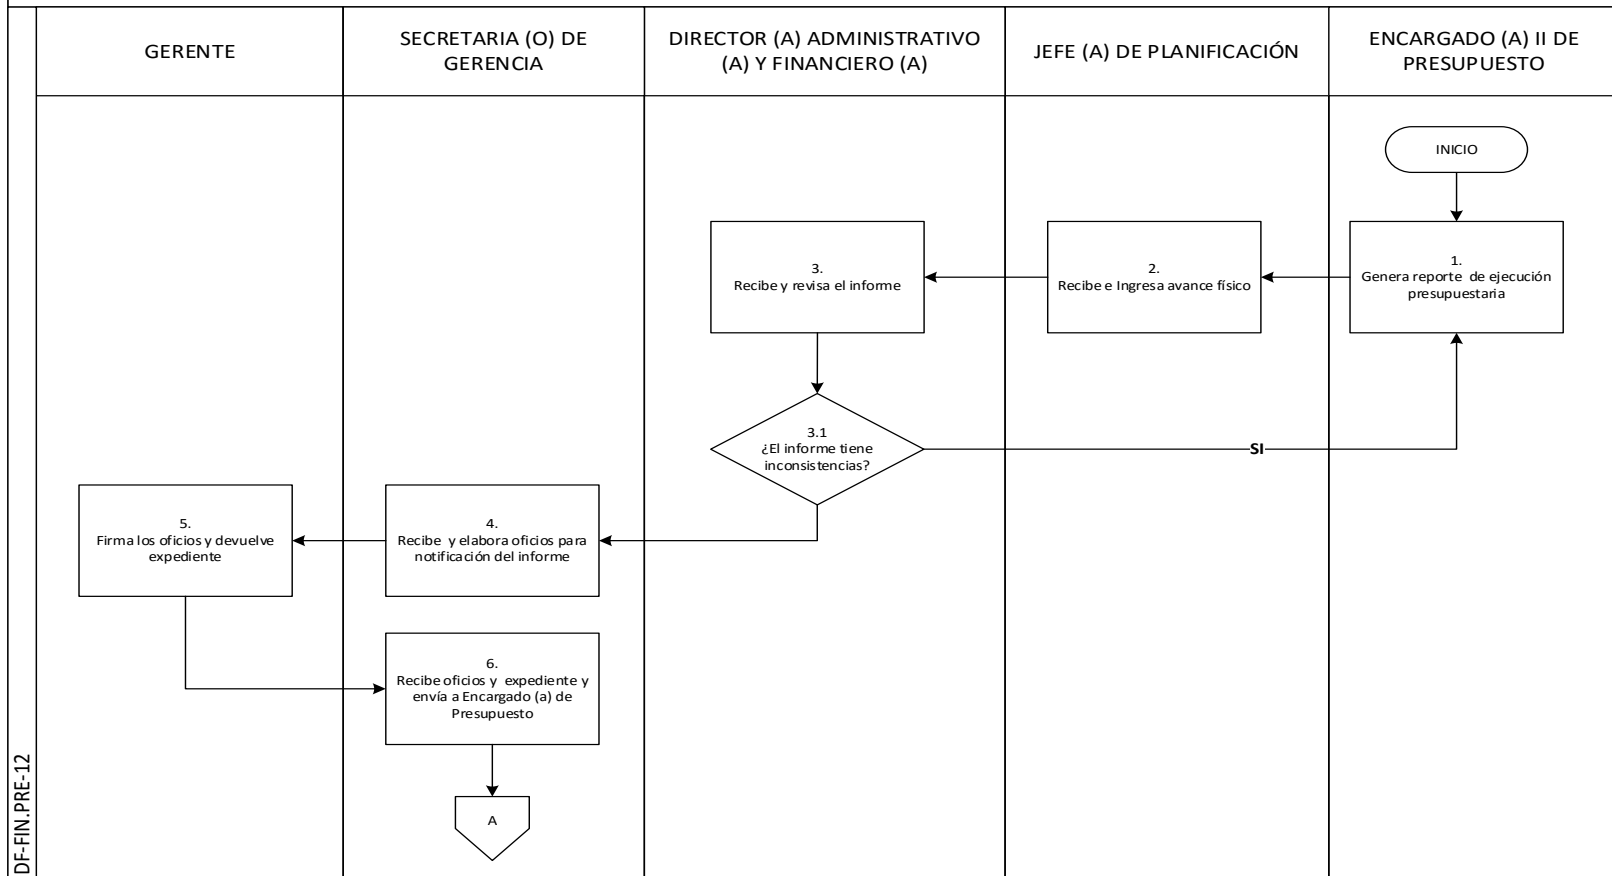 GERENTE
SECRETARIA (O) DE
GERENCIA
DIRECTOR (A) ADMINISTRATIVO
(A) Y FINANCIERO (A)
JEFE (A) DE PLANIFICACIÓN
ENCARGADO (A) II DE
PRESUPUESTO
INICIO
1.
Genera reporte de ejecución
presupuestaria
2.
Recibe e Ingresa avance físico
3.
Recibe y revisa el informe
3.1
¿El informe tiene
inconsistencias?
SI
4.
Recibe y elabora oficios para
notificación del informe
5.
Firma los oficios y devuelve
expediente
6.
Recibe oficios y expediente y
envía a Encargado (a) de
Presupuesto
A
DF-FIN.PRE-12